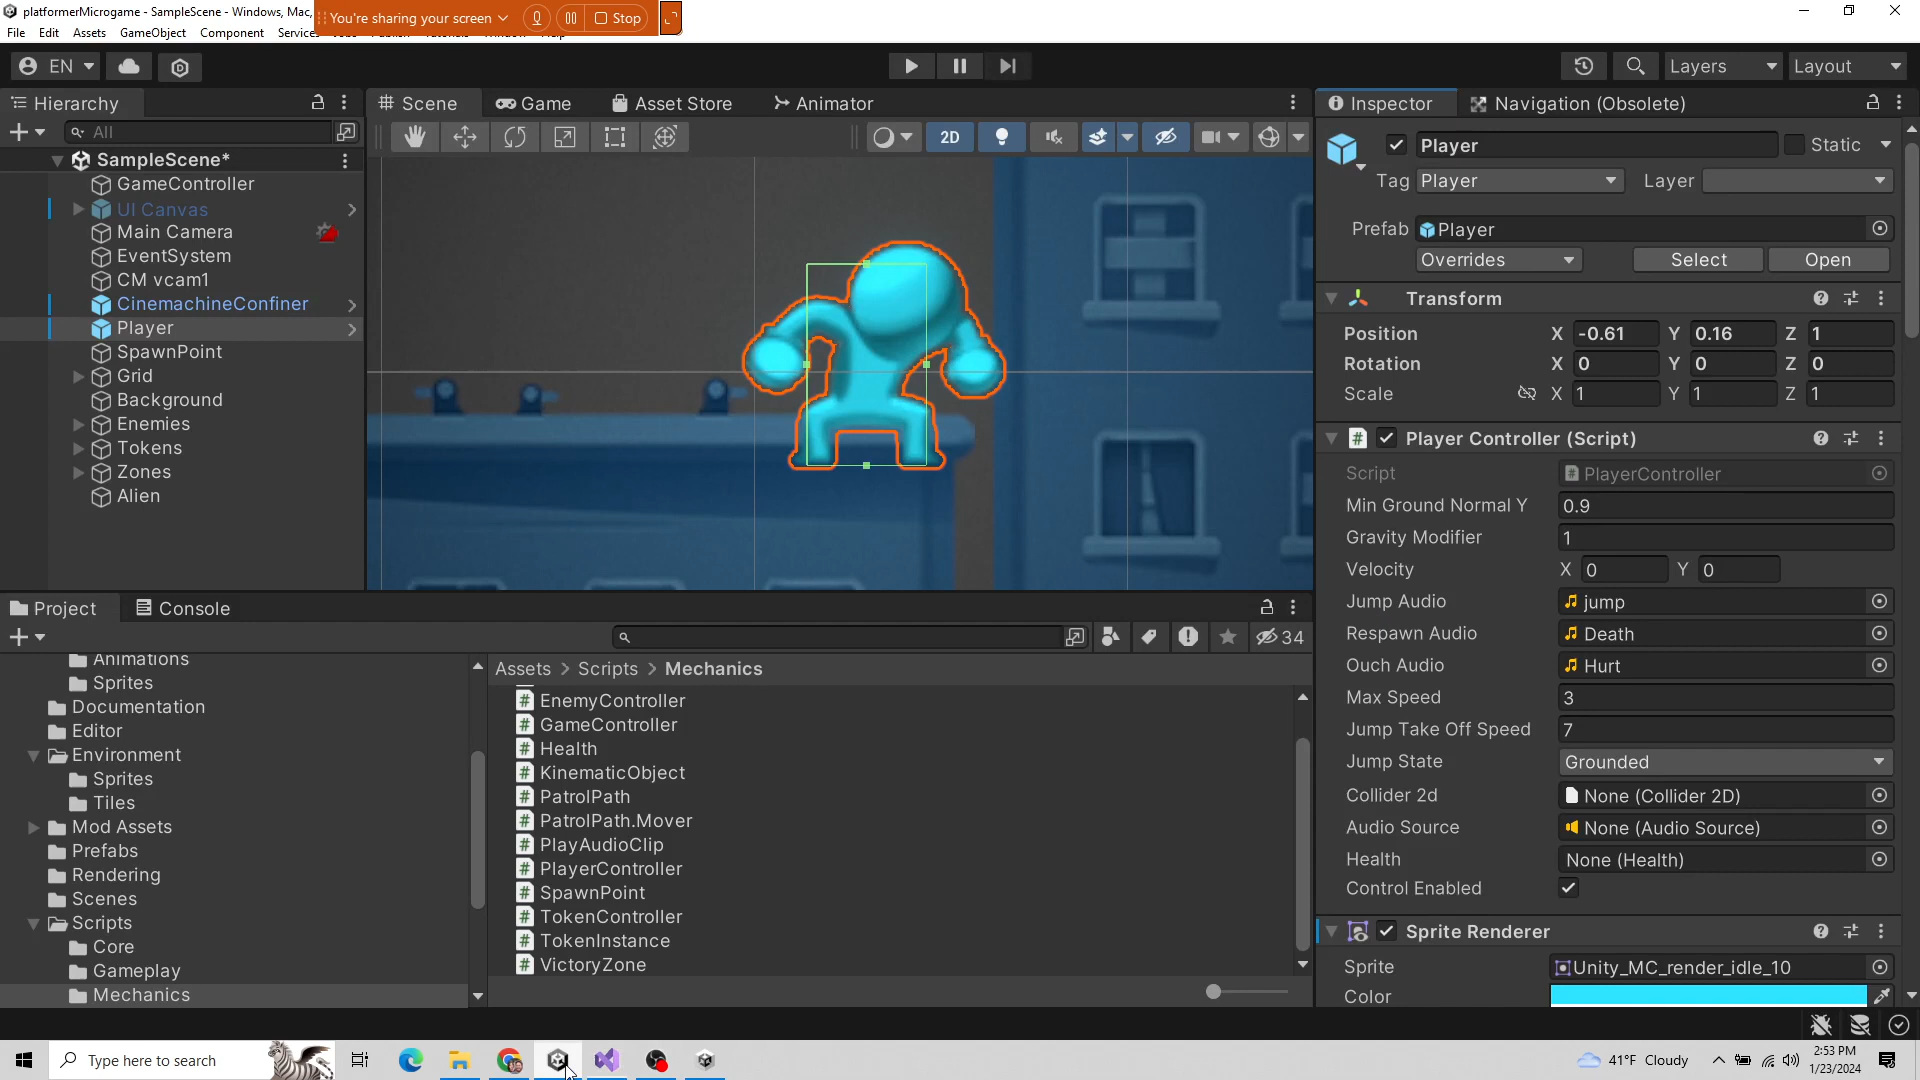 platformerMicrogame - SampleScene - Windows, Mac,
You're sharing your screen
Stop
File Edit Assets GameObject Component Services
EN
Layers
Layout
Hierarchy
Scene
Game
Asset Store
Animator
Inspector
Navigation (Obsolete)
All
2D
Player
Static
SampleScene*
GameController
UI Canvas
Main Camera
EventSystem
CM vcam1
CinemachineConfiner
Player
SpawnPoint
Grid
Background
Enemies
Tokens
Zones
Alien
Tag Player
Layer
Prefab Player
Overrides
Select
Open
Transform
Position X -0.61 Y 0.16 Z 1
Rotation X 0 Y 0 Z 0
Scale X 1 Y 1 Z 1
Player Controller (Script)
Script PlayerController
Min Ground Normal Y 0.9
Gravity Modifier 1
Velocity X 0 Y 0
Jump Audio jump
Respawn Audio Death
Ouch Audio Hurt
Max Speed 3
Jump Take Off Speed 7
Jump State Grounded
Collider 2d None (Collider 2D)
Audio Source None (Audio Source)
Health None (Health)
Control Enabled
Sprite Renderer
Sprite Unity_MC_render_idle_10
Color
Project
Console
34
Animations
Sprites
Documentation
Editor
Environment
Sprites
Tiles
Mod Assets
Prefabs
Rendering
Scenes
Scripts
Core
Gameplay
Mechanics
Assets > Scripts > Mechanics
EnemyController
GameController
Health
KinematicObject
PatrolPath
PatrolPath.Mover
PlayAudioClip
PlayerController
SpawnPoint
TokenController
TokenInstance
VictoryZone
Type here to search
41°F Cloudy
2:53 PM
1/23/2024